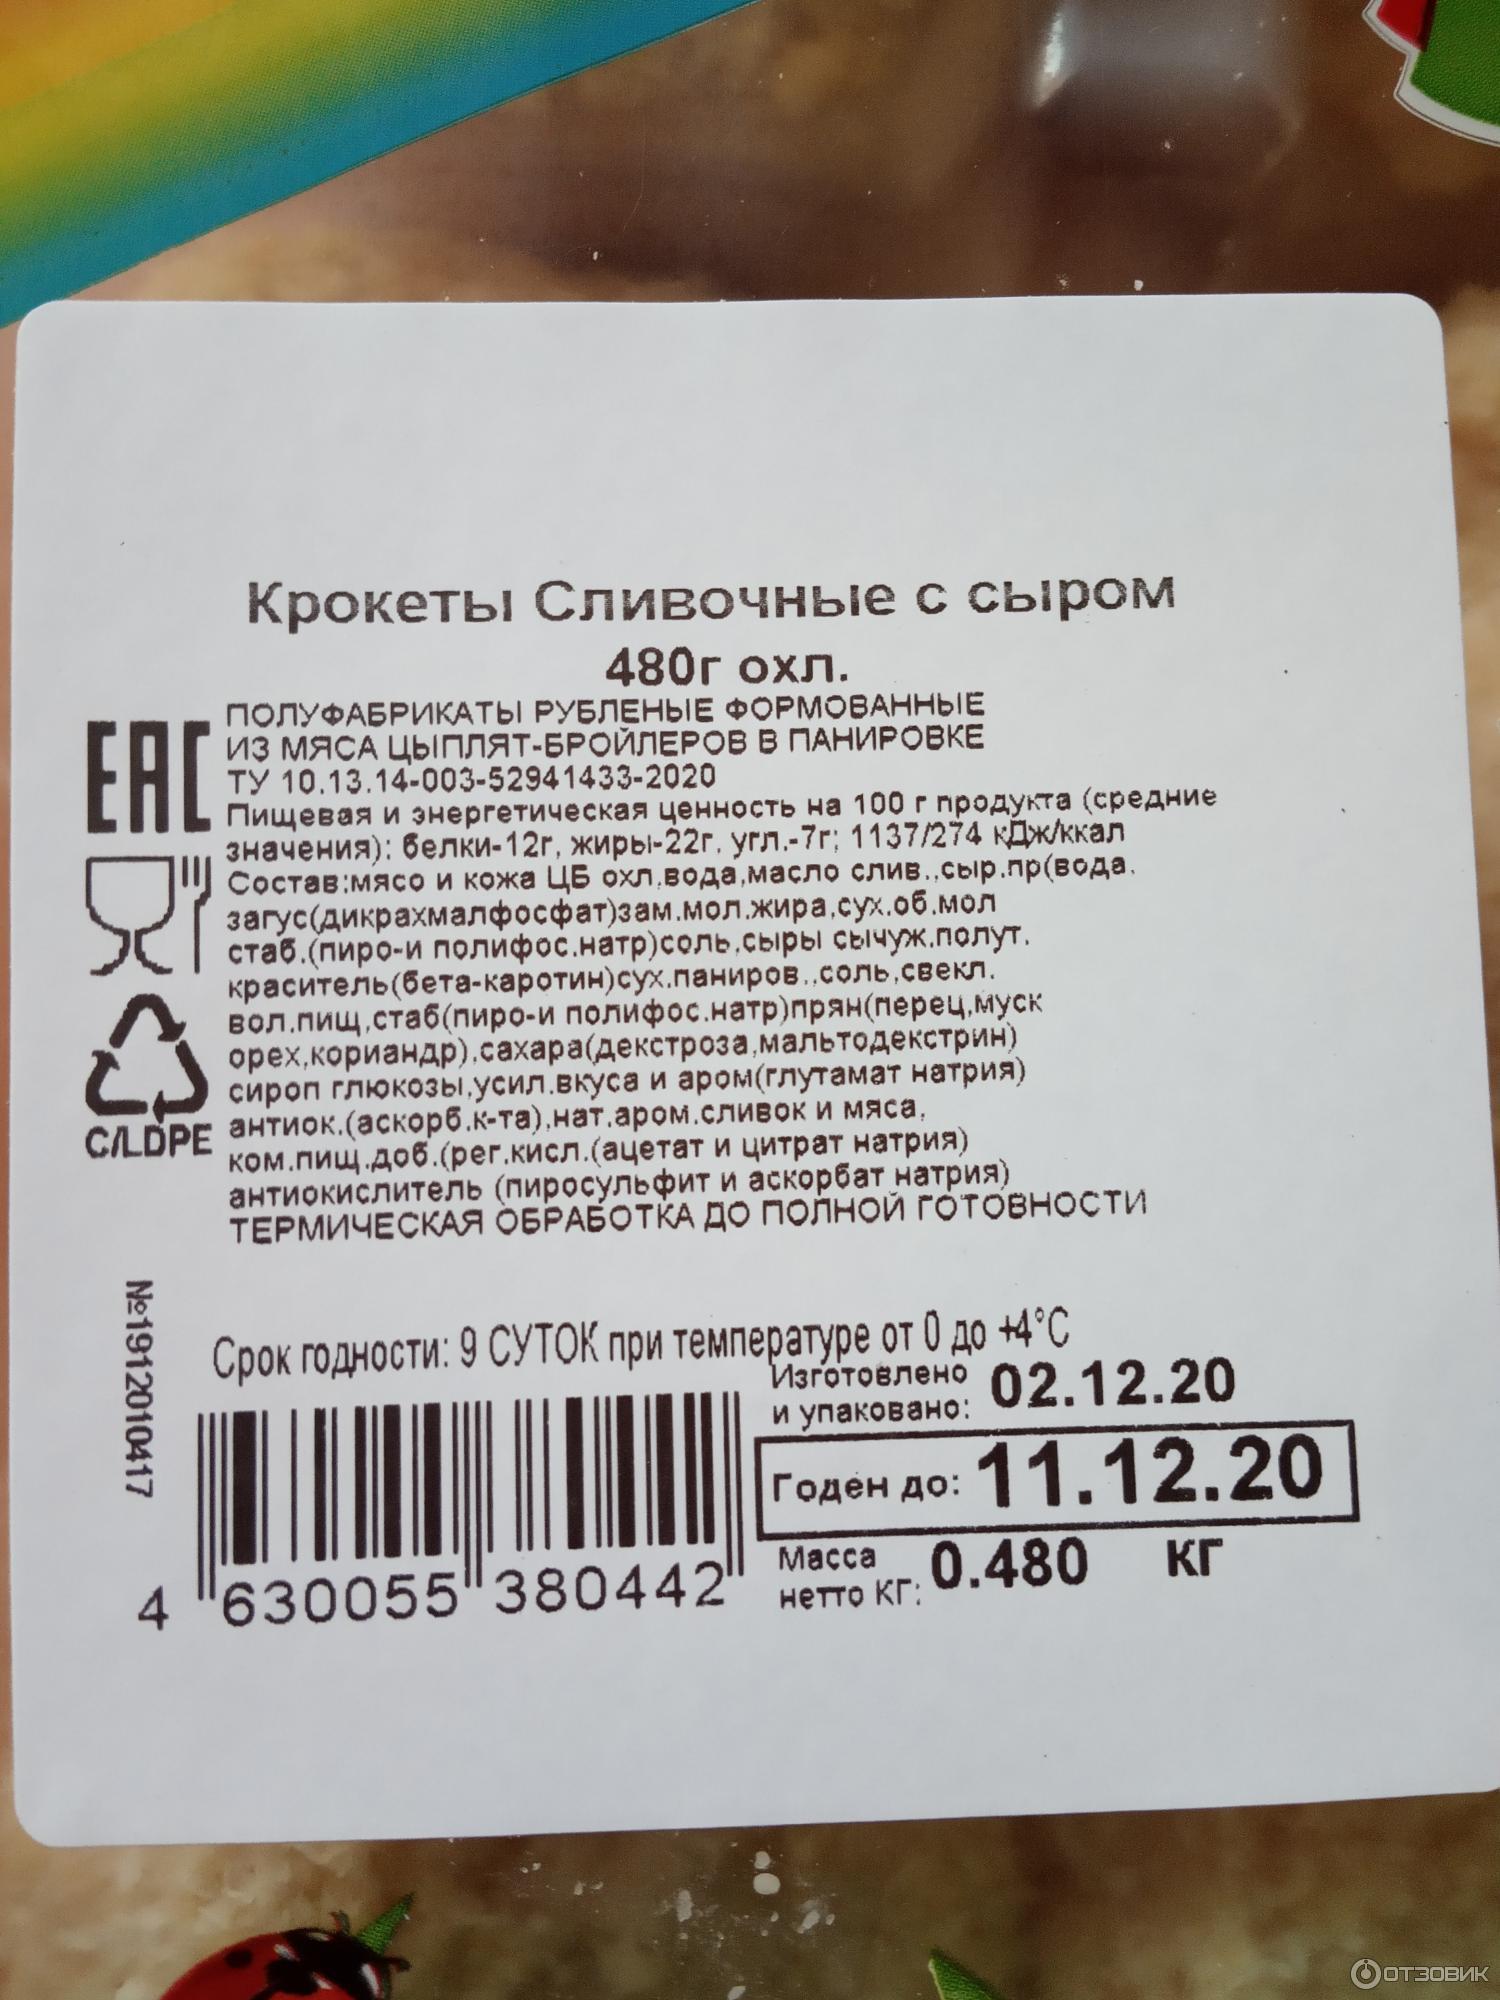 Крокеты Сливочные с сыром
480г охл.
ПОЛУФАБРИКАТЫ РУБЛЕНЫЕ ФОРМОВАННЫЕ
ИЗ МЯСА ЦЫПЛЯТ-БРОЙЛЕРОВ В ПАНИРОВКЕ
ТУ 10.13.14-003-52941433-2020
Пищевая и энергетическая ценность на 100 г продукта (средние
значения): белки-12г, жиры-22г, угл.-7г; 1137/274 кДж/ккал
Состав:мясо и кожа ЦБ охл,вода,масло слив.,сыр.пр(вода,
загус(дикрахмалфосфат)зам.мол.жира,сух.об.мол
стаб.(пиро-и полифос.натр)соль,сыры сычуж.полут.
краситель(бета-каротин)сух.паниров.,соль,свекл.
вол.пищ,стаб(пиро-и полифос.натр)прян(перец,муск
орех,кориандр),сахара(декстроза,мальтодекстрин)
сироп глюкозы,усил.вкуса и аром(глутамат натрия)
антиок.(аскорб.к-та),нат.аром.сливок и мяса,
ком.пищ.доб.(рег.кисл.(ацетат и цитрат натрия)
антиокислитель (пиросульфит и аскорбат натрия)
ТЕРМИЧЕСКАЯ ОБРАБОТКА ДО ПОЛНОЙ ГОТОВНОСТИ
EAC
C/LDPE
№1912010417
Срок годности: 9 СУТОК при температуре от 0 до +4°С
Изготовлено
и упаковано: 02.12.20
Годен до: 11.12.20
Масса
нетто КГ: 0.480 кг
4 630055 380442
ОТЗОВИК